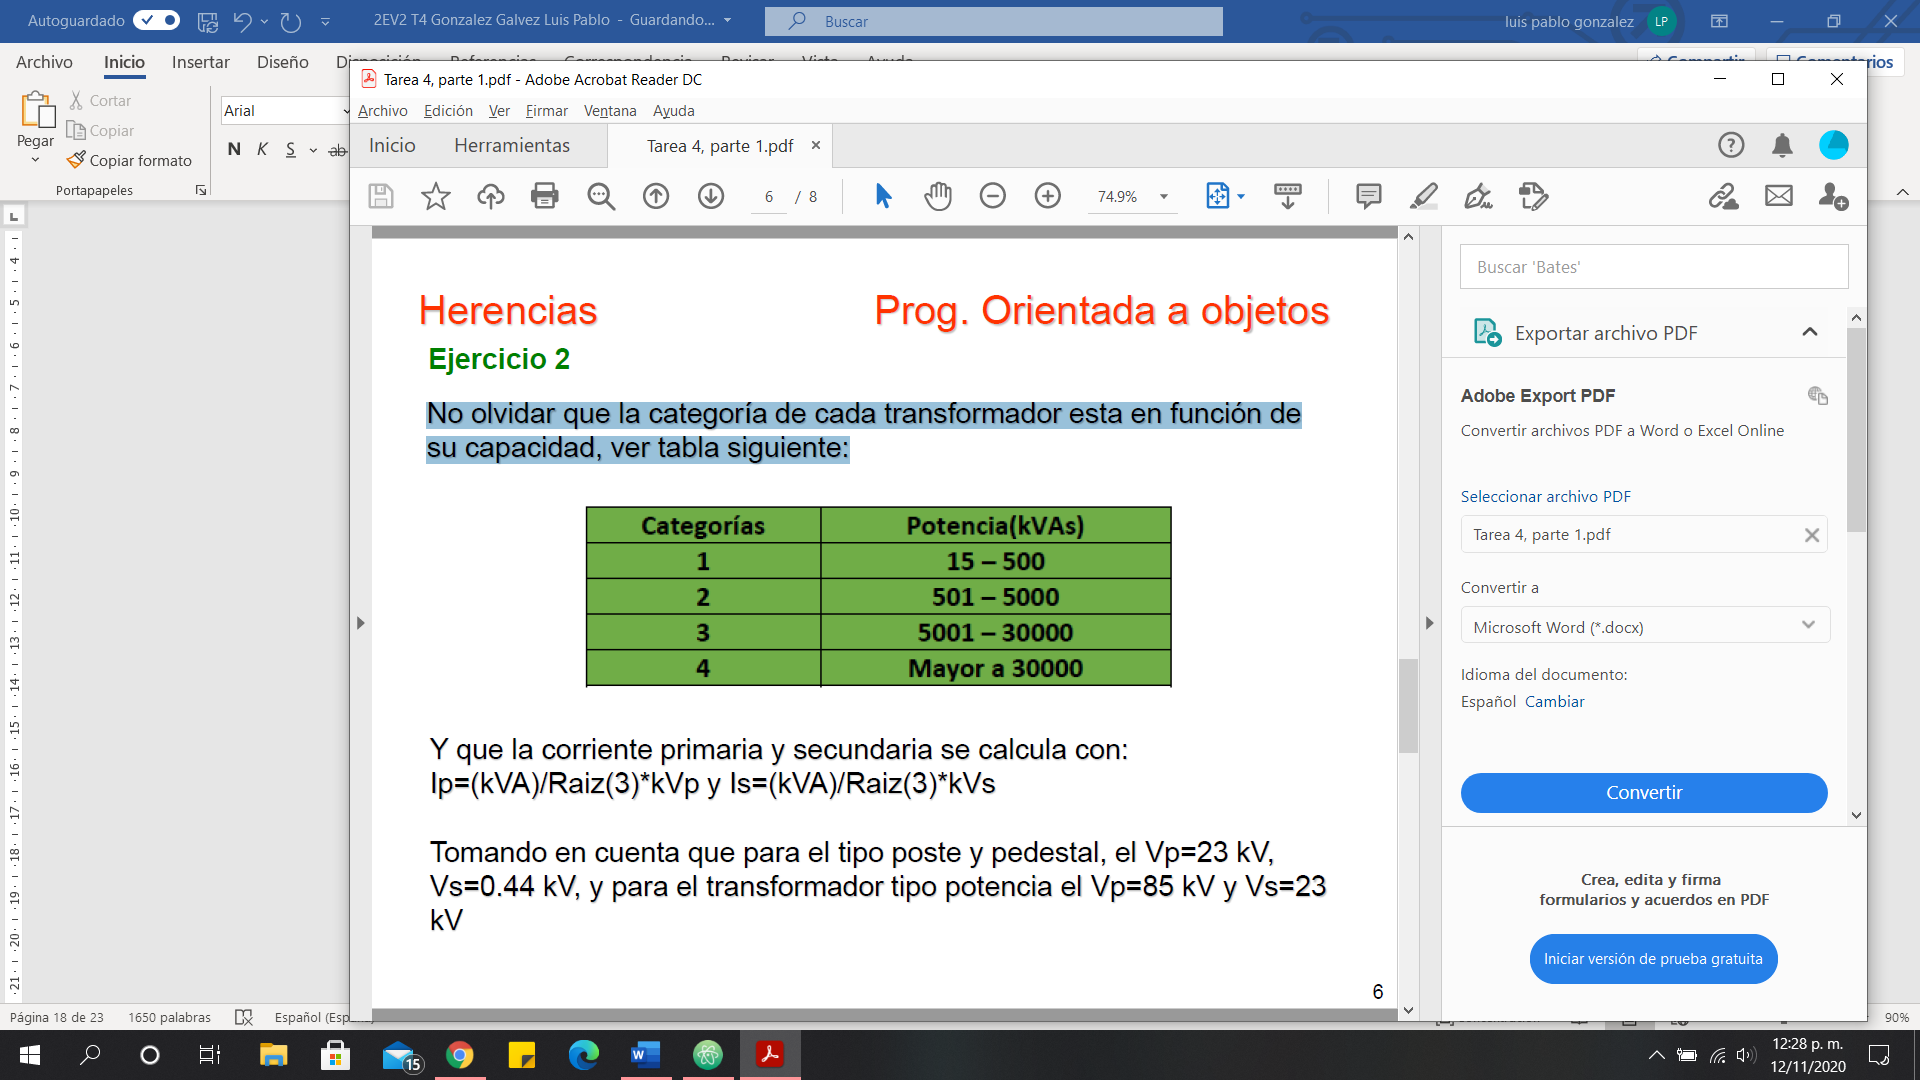 Autoguardado
2EV2 T4 Gonzalez Galvez Luis Pablo - Guardando...
Buscar
luis pablo gonzalez
LP
Archivo Inicio Insertar Diseño
Cortar
Copiar
Pegar
Copiar formato
Portapapeles
Arial
N K S ab
Tarea 4, parte 1.pdf - Adobe Acrobat Reader DC
Archivo Edición Ver Firmar Ventana Ayuda
Inicio Herramientas Tarea 4, parte 1.pdf
6 / 8
74.9%
Herencias
Prog. Orientada a objetos
Ejercicio 2
No olvidar que la categoría de cada transformador esta en función de
su capacidad, ver tabla siguiente:
Categorías Potencia(kVAs)
1 15 – 500
2 501 – 5000
3 5001 – 30000
4 Mayor a 30000
Y que la corriente primaria y secundaria se calcula con:
Ip=(kVA)/Raiz(3)*kVp y Is=(kVA)/Raiz(3)*kVs
Tomando en cuenta que para el tipo poste y pedestal, el Vp=23 kV,
Vs=0.44 kV, y para el transformador tipo potencia el Vp=85 kV y Vs=23
kV
6
Buscar 'Bates'
Exportar archivo PDF
Adobe Export PDF
Convertir archivos PDF a Word o Excel Online
Seleccionar archivo PDF
Tarea 4, parte 1.pdf
Convertir a
Microsoft Word (*.docx)
Idioma del documento:
Español Cambiar
Convertir
Crea, edita y firma
formularios y acuerdos en PDF
Iniciar versión de prueba gratuita
Página 18 de 23 1650 palabras Español
90%
15
12:28 p. m.
12/11/2020